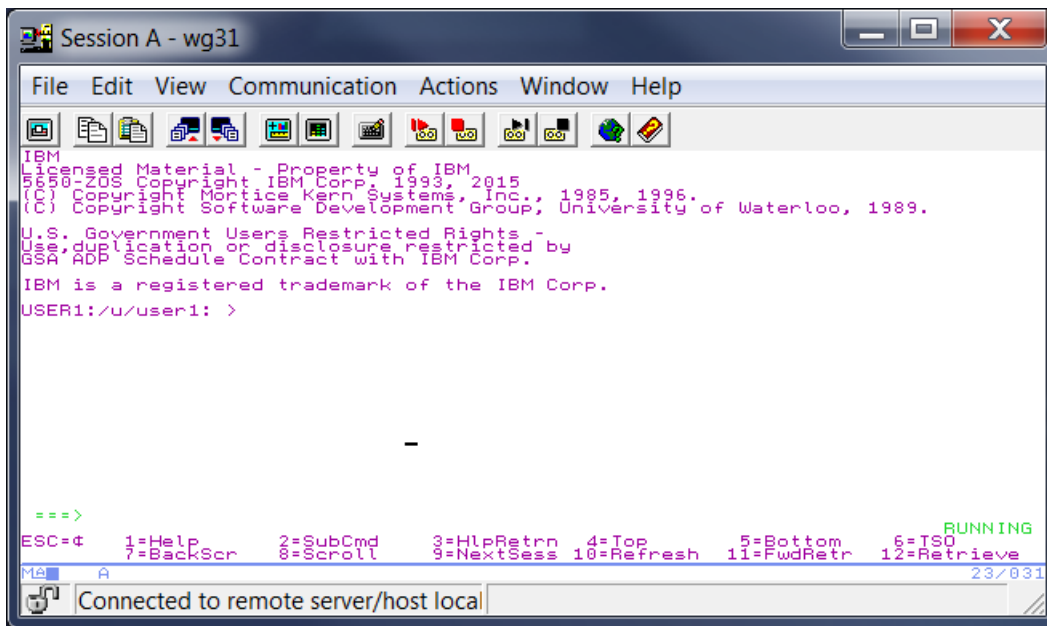 Session A - wg31
File Edit View Communication Actions Window Help
IBM
Licensed Material - Property of IBM
5650-ZOS Copyright IBM Corp. 1993, 2015
(C) Copyright Mortice Kern Systems, Inc., 1985, 1996.
(C) Copyright Software Development Group, University of Waterloo, 1989.
U.S. Government Users Restricted Rights -
Use,duplication or disclosure restricted by
GSA ADP Schedule Contract with IBM Corp.
IBM is a registered trademark of the IBM Corp.
USER1:/u/user1: >
===>
RUNNING
ESC=¢ 1=Help 2=SubCmd 3=HlpRetrn 4=Top 5=Bottom 6=TSO
7=BackScr 8=Scroll 9=NextSess 10=Refresh 11=FwdRetr 12=Retrieve
MA A 23/031
Connected to remote server/host local